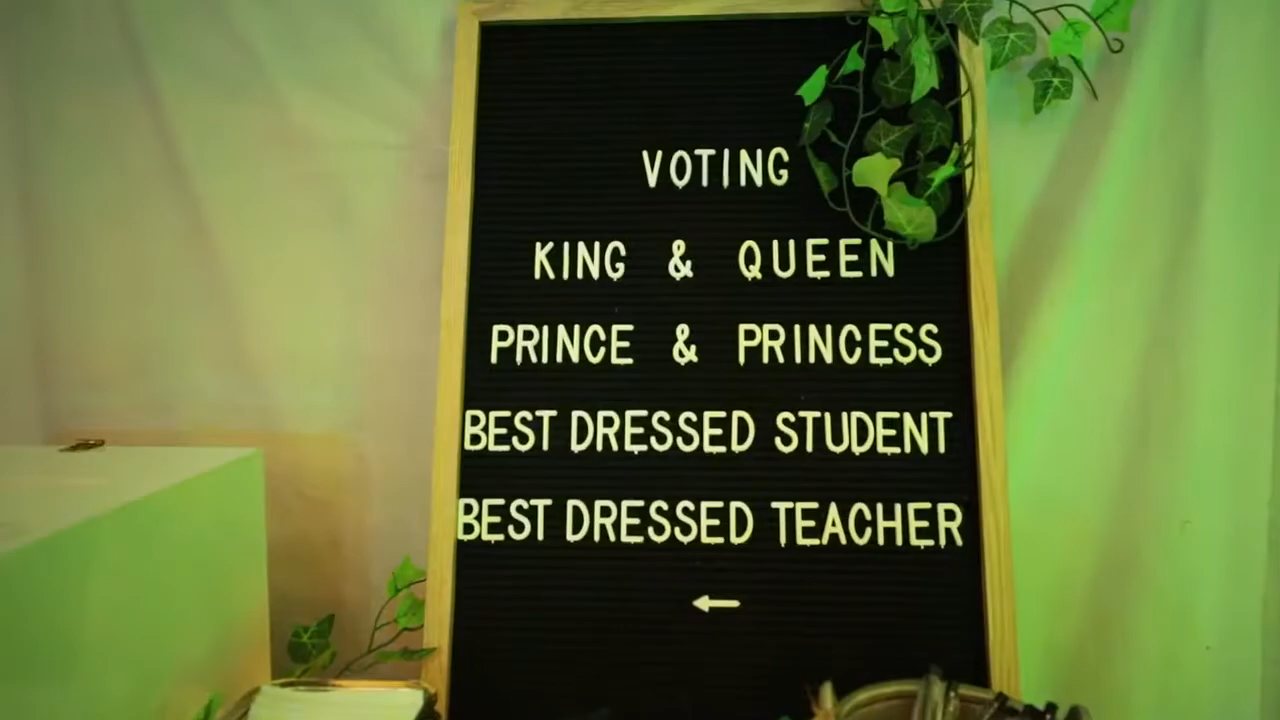 VOTING
KING & QUEEN
PRINCE & PRINCESS
BEST DRESSED STUDENT
BEST DRESSED TEACHER
←